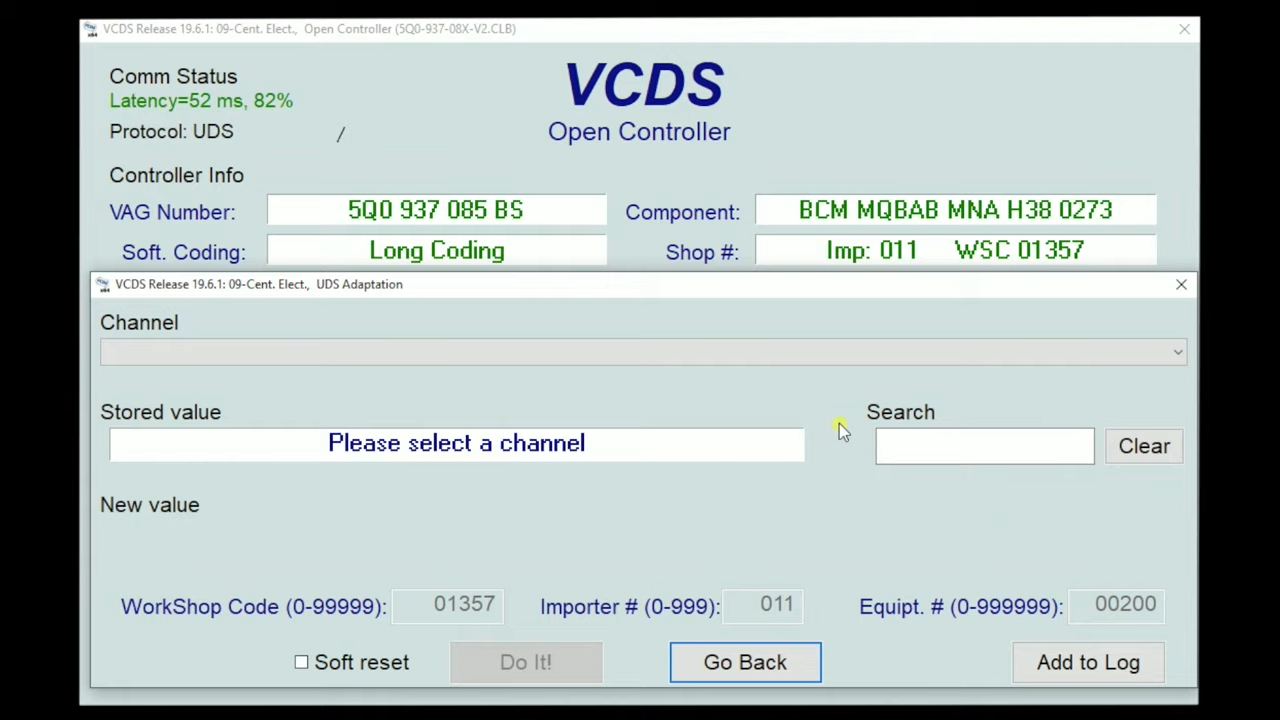 VCDS Release 19.6.1: 09-Cent. Elect., Open Controller (5Q0-937-08X-V2.CLB)
Comm Status
Latency=52 ms, 82%
Protocol: UDS /
VCDS
Open Controller
Controller Info
VAG Number: 5Q0 937 085 BS Component: BCM MQBAB MNA H38 0273
Soft. Coding: Long Coding Shop #: Imp: 011 WSC 01357
VCDS Release 19.6.1: 09-Cent. Elect., UDS Adaptation
Channel
Stored value
Please select a channel
Search
Clear
New value
WorkShop Code (0-99999): 01357 Importer # (0-999): 011 Equipt. # (0-999999): 00200
Soft reset Do It! Go Back Add to Log